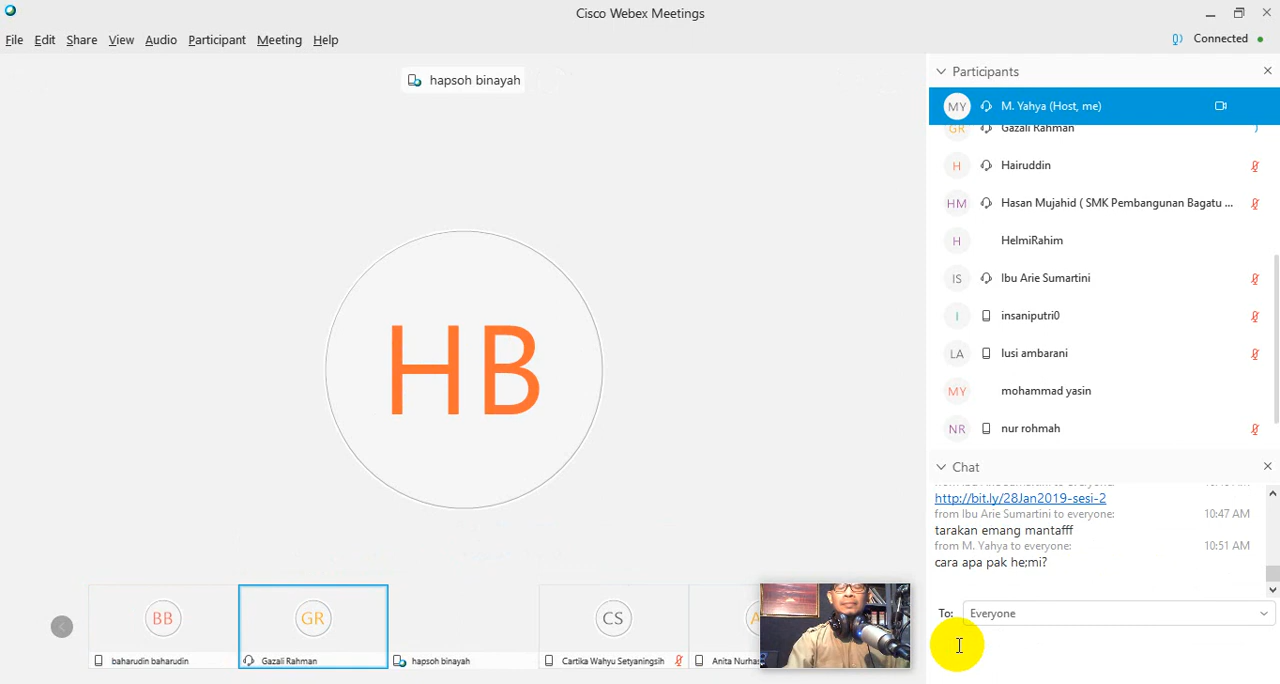 Cisco Webex Meetings
File Edit Share View Audio Participant Meeting Help
Connected
hapsoh binayah
HB
BB
baharudin baharudin
GR
Gazali Rahman
hapsoh binayah
CS
Cartika Wahyu Setyaningsih
A
Anita Nurhas
Participants
MY M. Yahya (Host, me)
GR Gazali Rahman
H Hairuddin
HM Hasan Mujahid ( SMK Pembangunan Bagatu ...
H HelmiRahim
IS Ibu Arie Sumartini
I insaniputri0
LA lusi ambarani
MY mohammad yasin
NR nur rohmah
Chat
http://bit.ly/28Jan2019-sesi-2
from Ibu Arie Sumartini to everyone: 10:47 AM
tarakan emang mantafff
from M. Yahya to everyone: 10:51 AM
cara apa pak he;mi?
To: Everyone